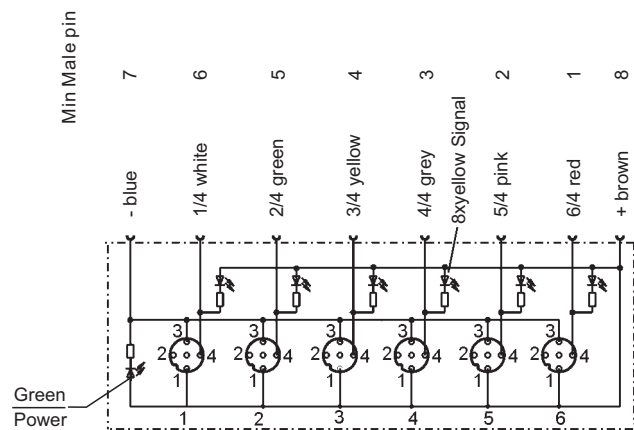 Min Male pin
7
6
5
4
3
2
1
8
- blue
1/4 white
2/4 green
3/4 yellow
4/4 grey
8xyellow Signal
5/4 pink
6/4 red
+ brown
3 3 3 3 3 3
2 4 2 4 2 4 2 4 2 4 2 4
1 1 1 1 1 1
Green
Power
1 2 3 4 5 6